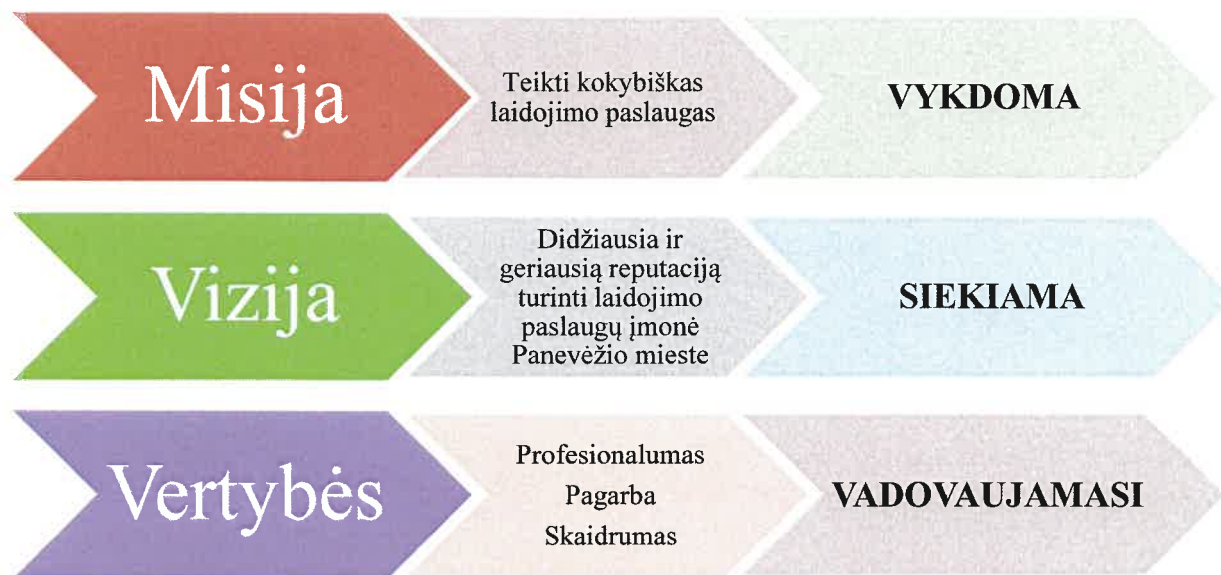 Misija
Teikti kokybiškas
laidojimo paslaugas
VYKDOMA
Vizija
Didžiausia ir
geriausią reputaciją
turinti laidojimo
paslaugų įmonė
Panevėžio mieste
SIEKIAMA
Vertybės
Profesionalumas
Pagarba
Skaidrumas
VADOVAUJAMASI